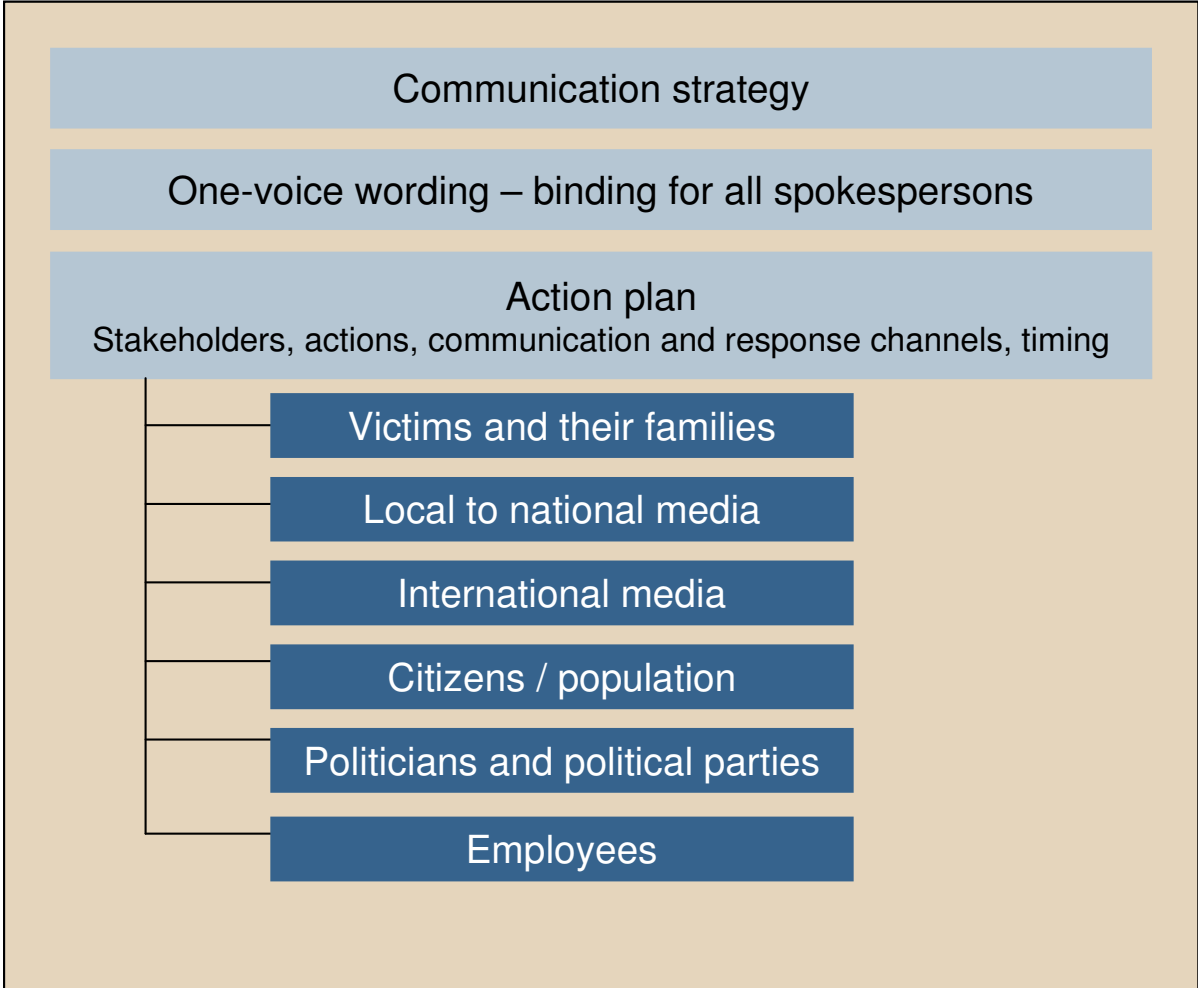 Communication strategy
One-voice wording – binding for all spokespersons
Action plan
Stakeholders, actions, communication and response channels, timing
Victims and their families
Local to national media
International media
Citizens / population
Politicians and political parties
Employees